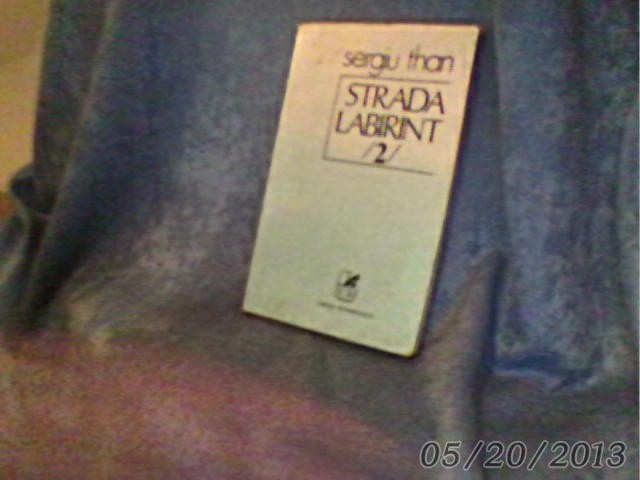 sergiu than
STRADA
LABIRINT
/2/
05/20/2013